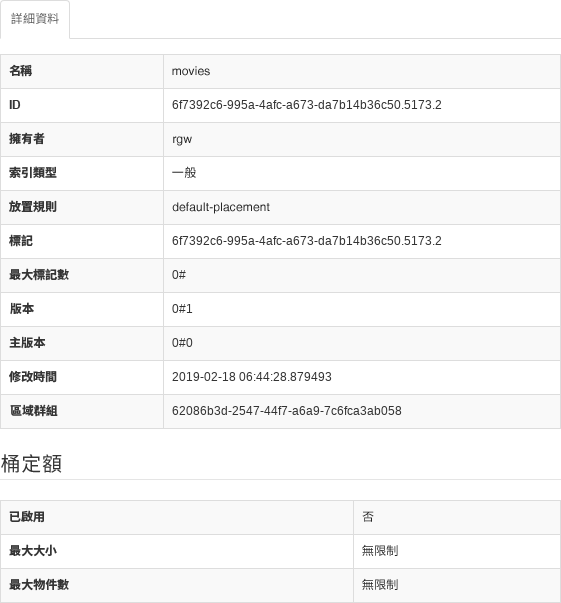 詳細資料
名稱 movies
ID 6f7392c6-995a-4afc-a673-da7b14b36c50.5173.2
擁有者 rgw
索引類型 一般
放置規則 default-placement
標記 6f7392c6-995a-4afc-a673-da7b14b36c50.5173.2
最大標記數 0#
版本 0#1
主版本 0#0
修改時間 2019-02-18 06:44:28.879493
區域群組 62086b3d-2547-44f7-a6a9-7c6fca3ab058
桶定額
已啟用 否
最大大小 無限制
最大物件數 無限制